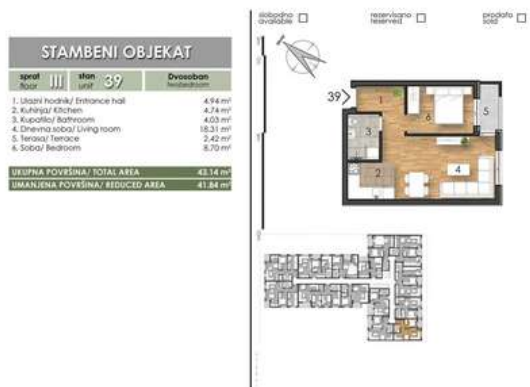 STAMBENI OBJEKAT
sprat floor III stan unit 39 Dvosoban
1. Ulazni hodnik/ Entrance hall 4.94 m²
2. Kuhinja/ Kitchen 4.74 m²
3. Kupatilo/ Bathroom 4.03 m²
4. Dnevna soba/ Living room 18.31 m²
5. Terasa/ Terrace 2.42 m²
6. Soba/ Bedroom 8.70 m²
UKUPNA POVRŠINA/ TOTAL AREA 43.14 m²
UMANJENA POVRŠINA/ REDUCED AREA 41.84 m²
slobodno available
rezervisano reserved
prodato sold
39
1
6
5
3
2
4